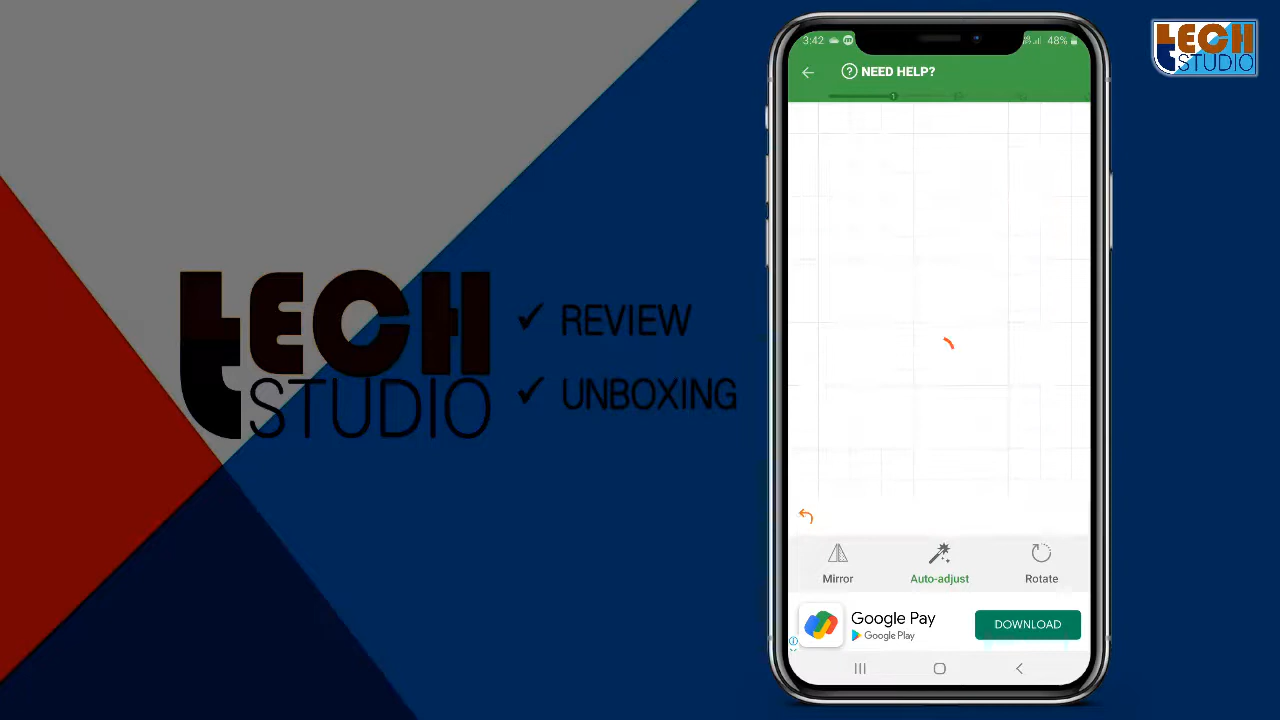 3:42
48%
NEED HELP?
1
TECH
STUDIO
✓ REVIEW
✓ UNBOXING
Mirror
Auto-adjust
Rotate
Google Pay
Google Play
DOWNLOAD
TECH
STUDIO